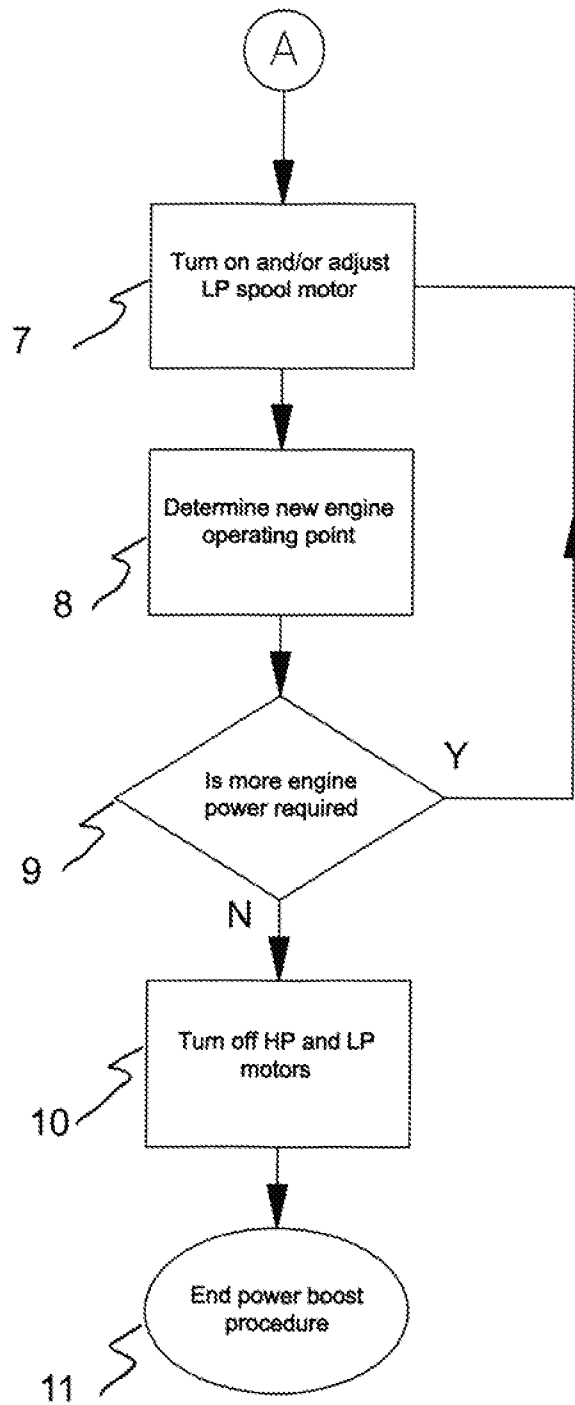 A
Turn on and/or adjust
LP spool motor
7
Determine new engine
operating point
8
Is more engine
power required
Y
9
N
Turn off HP and LP
motors
10
End power boost
procedure
11